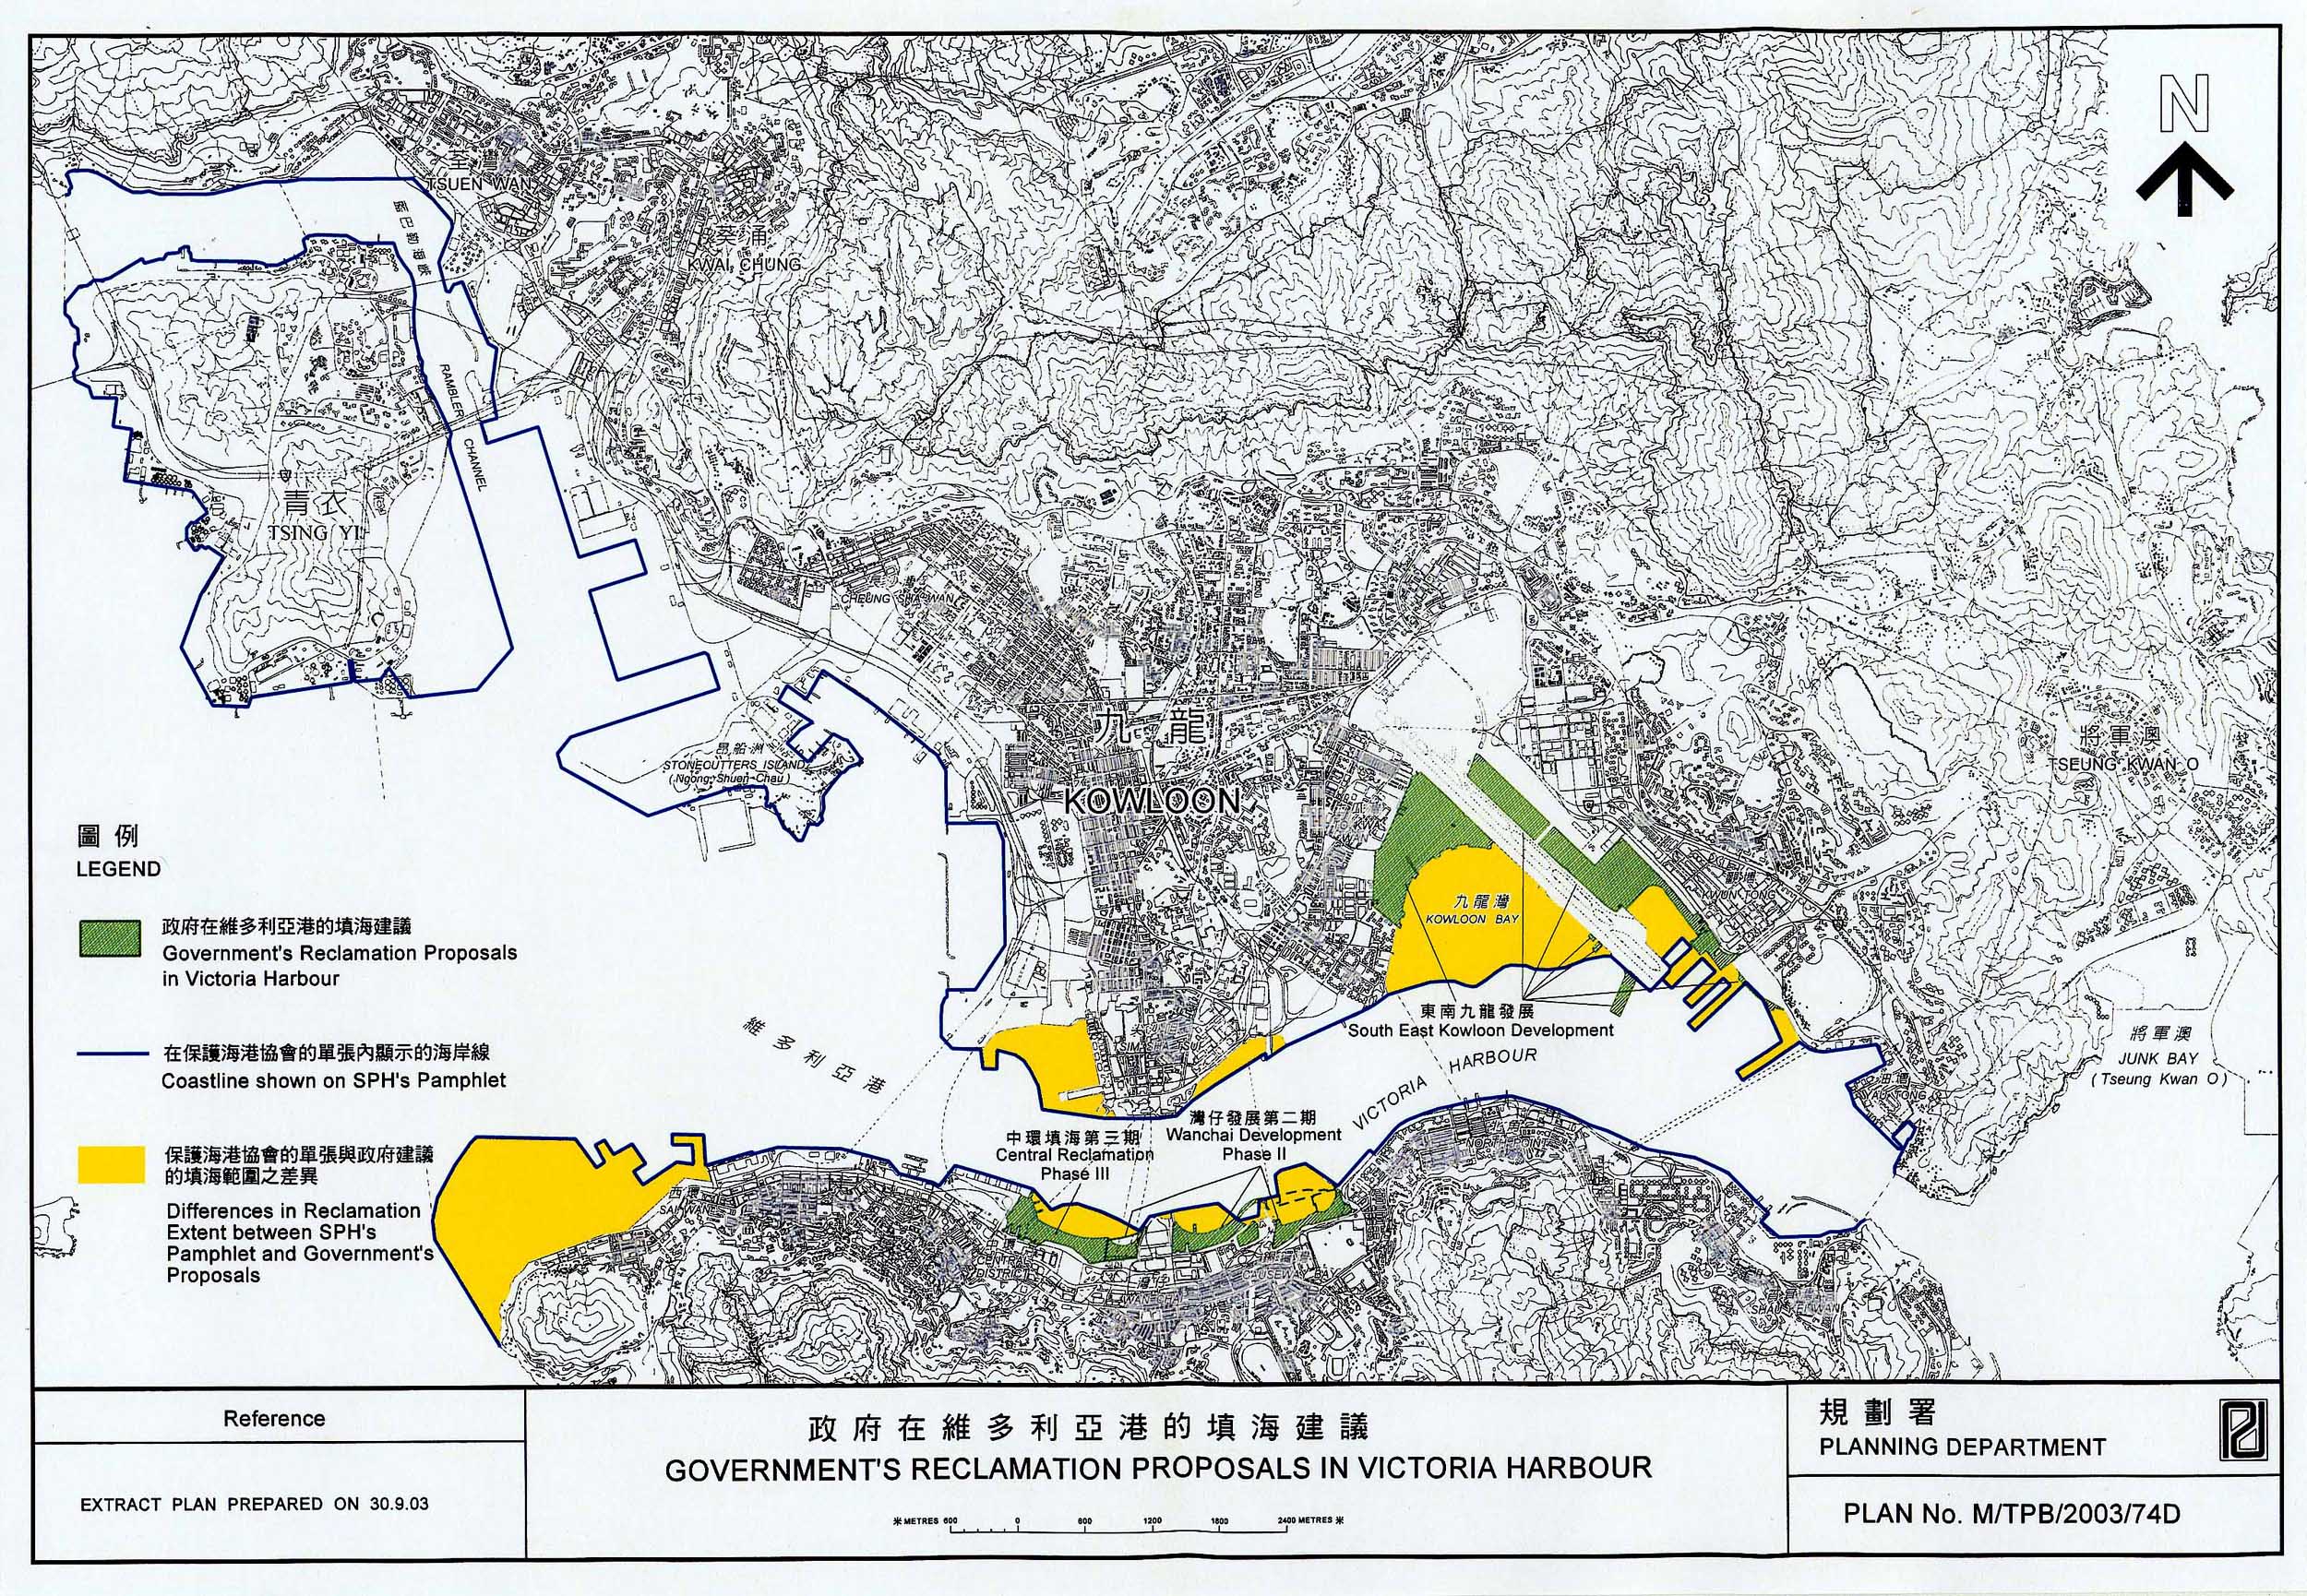 N
荃灣
TSUEN WAN
葵涌
KWAI CHUNG
藍巴勒海峽
RAMBLER
CHANNEL
青衣
TSING YI
CHEUNG SHA WAN
昂船洲
STONECUTTERS ISLAND
(Ngong Shuen Chau)
九龍
KOWLOON
將軍澳
TSEUNG KWAN O
九龍灣
KOWLOON BAY
KWUN TONG
東南九龍發展
South East Kowloon Development
將軍澳
JUNK BAY
(Tseung Kwan O)
維多利亞港
VICTORIA HARBOUR
YAU TONG
灣仔發展第二期
Wanchai Development
Phase II
中環填海第三期
Central Reclamation
Phase III
NORTH POINT
SAI WAN
CENTRAL
DISTRICT
CAUSEWAY BAY
SHAU KEI WAN
圖例
LEGEND
政府在維多利亞港的填海建議
Government's Reclamation Proposals
in Victoria Harbour
在保護海港協會的單張內顯示的海岸線
Coastline shown on SPH's Pamphlet
保護海港協會的單張與政府建議
的填海範圍之差異
Differences in Reclamation
Extent between SPH's
Pamphlet and Government's
Proposals
Reference
EXTRACT PLAN PREPARED ON 30.9.03
政府在維多利亞港的填海建議
GOVERNMENT'S RECLAMATION PROPOSALS IN VICTORIA HARBOUR
米 METRES 600 0 600 1200 1800 2400 METRES 米
規劃署
PLANNING DEPARTMENT
PLAN No. M/TPB/2003/74D